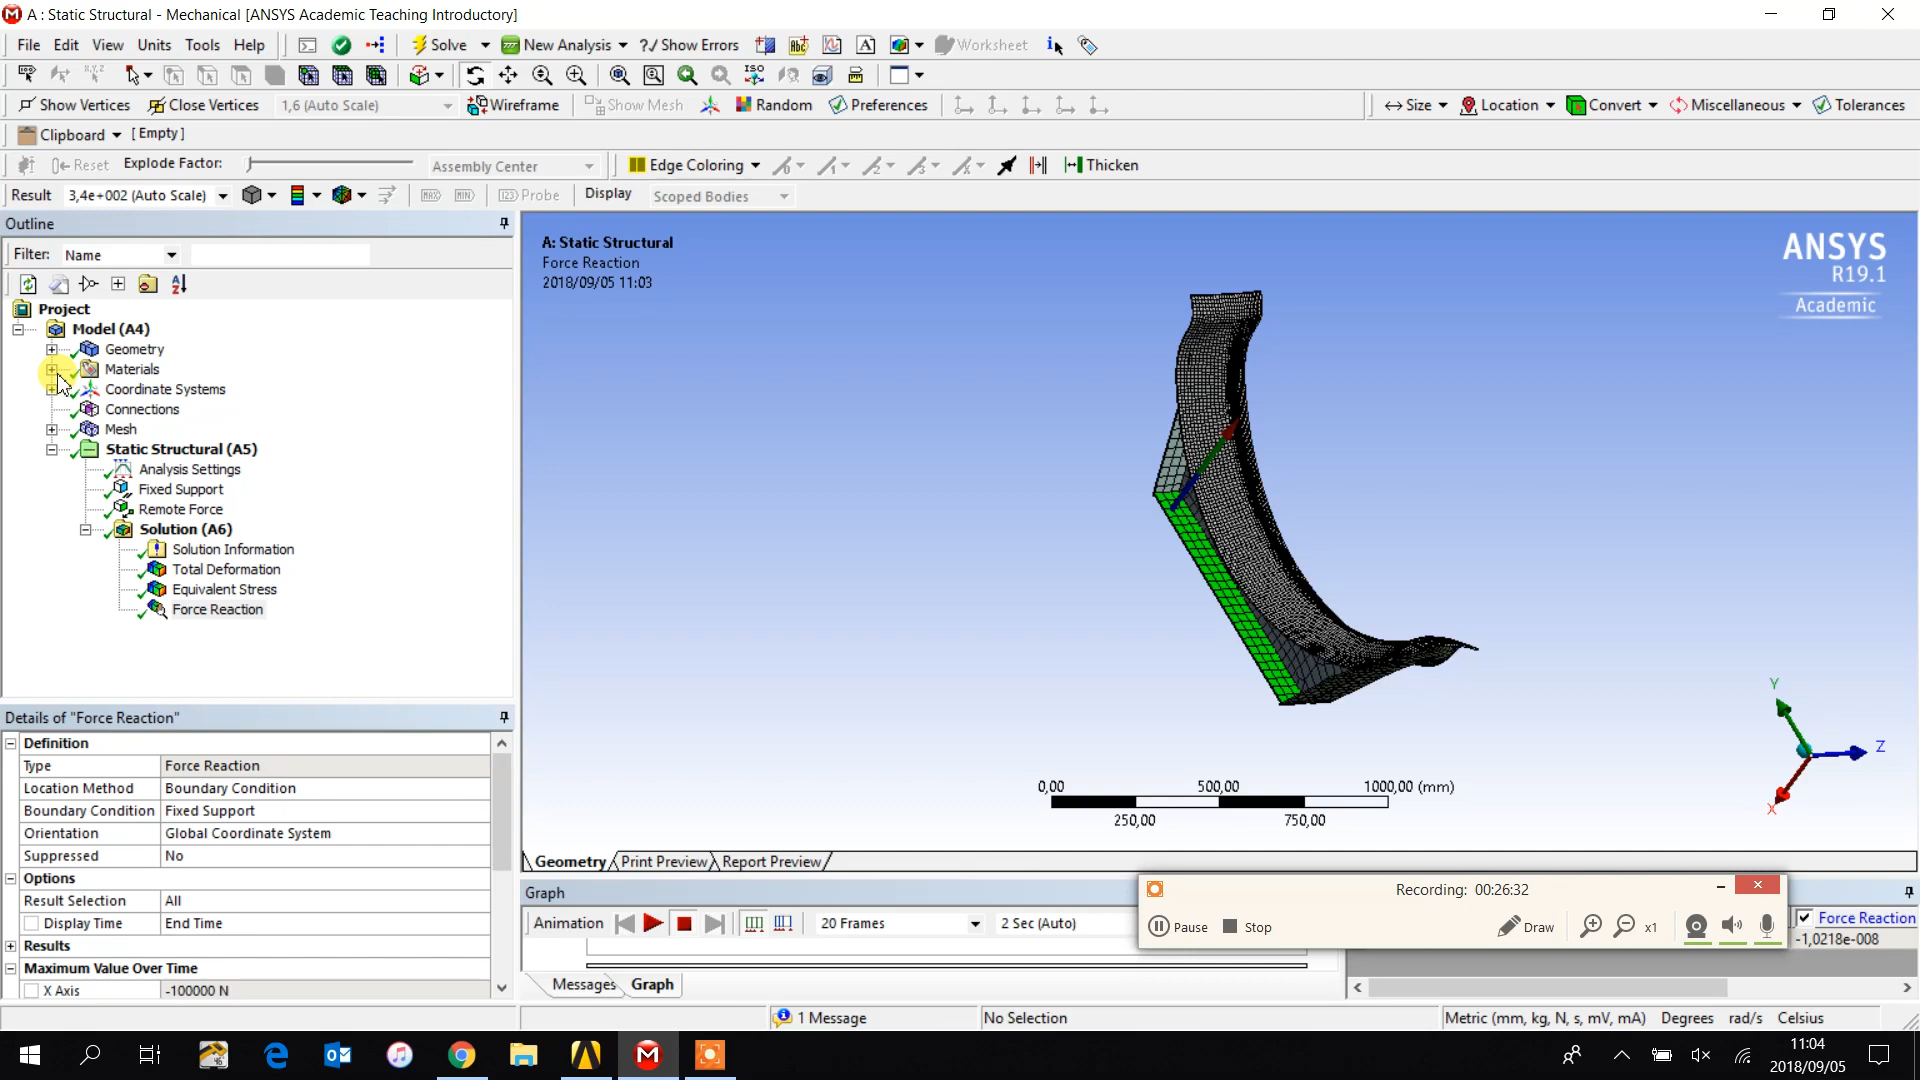 A : Static Structural - Mechanical [ANSYS Academic Teaching Introductory]
File Edit View Units Tools Help Solve New Analysis ?/ Show Errors Worksheet
Show Vertices Close Vertices 1,6 (Auto Scale) Wireframe Show Mesh Random Preferences Size Location Convert Miscellaneous Tolerances
Clipboard [ Empty ]
Reset Explode Factor: Assembly Center Edge Coloring Thicken
Result 3,4e+002 (Auto Scale) MAX MIN Probe Display Scoped Bodies
Outline
Filter: Name
Project
Model (A4)
Geometry
Materials
Coordinate Systems
Connections
Mesh
Static Structural (A5)
Analysis Settings
Fixed Support
Remote Force
Solution (A6)
Solution Information
Total Deformation
Equivalent Stress
Force Reaction
Details of "Force Reaction"
Definition
Type Force Reaction
Location Method Boundary Condition
Boundary Condition Fixed Support
Orientation Global Coordinate System
Suppressed No
Options
Result Selection All
Display Time End Time
Results
Maximum Value Over Time
X Axis -100000 N
A: Static Structural
Force Reaction
2018/09/05 11:03
ANSYS
R19.1
Academic
Y
Z
X
0,00 500,00 1000,00 (mm)
250,00 750,00
Geometry Print Preview Report Preview
Graph
Animation 20 Frames 2 Sec (Auto)
Recording: 00:26:32
Pause Stop Draw x1
Force Reaction
-1,0218e-008
Messages Graph
1 Message No Selection Metric (mm, kg, N, s, mV, mA) Degrees rad/s Celsius
11:04
2018/09/05